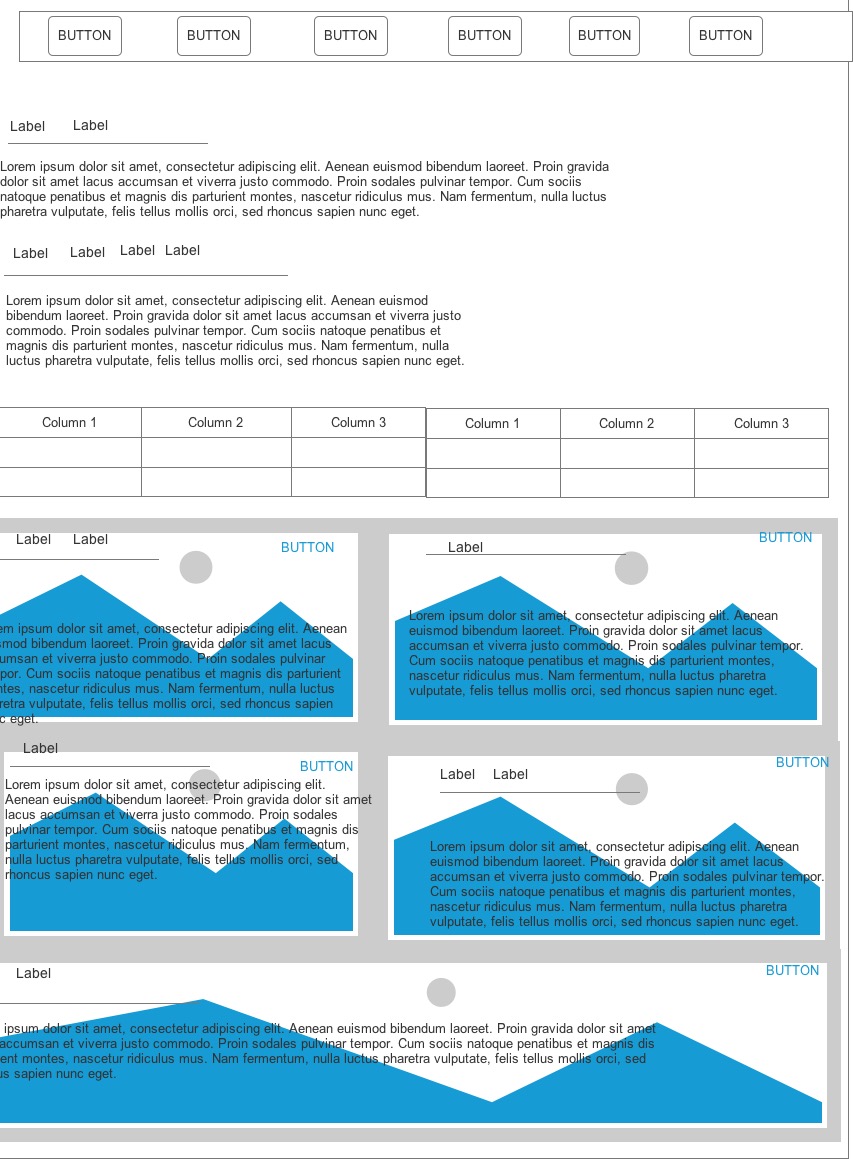 BUTTON BUTTON BUTTON BUTTON BUTTON BUTTON
Label Label
Lorem ipsum dolor sit amet, consectetur adipiscing elit. Aenean euismod bibendum laoreet. Proin gravida
dolor sit amet lacus accumsan et viverra justo commodo. Proin sodales pulvinar tempor. Cum sociis
natoque penatibus et magnis dis parturient montes, nascetur ridiculus mus. Nam fermentum, nulla luctus
pharetra vulputate, felis tellus mollis orci, sed rhoncus sapien nunc eget.
Label Label Label Label
Lorem ipsum dolor sit amet, consectetur adipiscing elit. Aenean euismod
bibendum laoreet. Proin gravida dolor sit amet lacus accumsan et viverra justo
commodo. Proin sodales pulvinar tempor. Cum sociis natoque penatibus et
magnis dis parturient montes, nascetur ridiculus mus. Nam fermentum, nulla
luctus pharetra vulputate, felis tellus mollis orci, sed rhoncus sapien nunc eget.
Column 1 Column 2 Column 3 Column 1 Column 2 Column 3
Label Label
BUTTON
ipsum dolor sit amet, consectetur adipiscing elit. Aenean
bibendum laoreet. Proin gravida dolor sit amet lacus
et viverra justo commodo. Proin sodales pulvinar
Cum sociis natoque penatibus et magnis dis parturient
nascetur ridiculus mus. Nam fermentum, nulla luctus
vulputate, felis tellus mollis orci, sed rhoncus sapien
eget.
BUTTON
Label
Lorem ipsum dolor sit amet, consectetur adipiscing elit. Aenean
euismod bibendum laoreet. Proin gravida dolor sit amet lacus
accumsan et viverra justo commodo. Proin sodales pulvinar tempor.
Cum sociis natoque penatibus et magnis dis parturient montes,
nascetur ridiculus mus. Nam fermentum, nulla luctus pharetra
vulputate, felis tellus mollis orci, sed rhoncus sapien nunc eget.
Label
BUTTON
Lorem ipsum dolor sit amet, consectetur adipiscing elit.
Aenean euismod bibendum laoreet. Proin gravida dolor sit amet
lacus accumsan et viverra justo commodo. Proin sodales
pulvinar tempor. Cum sociis natoque penatibus et magnis dis
parturient montes, nascetur ridiculus mus. Nam fermentum,
nulla luctus pharetra vulputate, felis tellus mollis orci, sed
rhoncus sapien nunc eget.
BUTTON
Label Label
Lorem ipsum dolor sit amet, consectetur adipiscing elit. Aenean
euismod bibendum laoreet. Proin gravida dolor sit amet lacus
accumsan et viverra justo commodo. Proin sodales pulvinar tempor.
Cum sociis natoque penatibus et magnis dis parturient montes,
nascetur ridiculus mus. Nam fermentum, nulla luctus pharetra
vulputate, felis tellus mollis orci, sed rhoncus sapien nunc eget.
BUTTON
Label
ipsum dolor sit amet, consectetur adipiscing elit. Aenean euismod bibendum laoreet. Proin gravida dolor sit amet
accumsan et viverra justo commodo. Proin sodales pulvinar tempor. Cum sociis natoque penatibus et magnis dis
montes, nascetur ridiculus mus. Nam fermentum, nulla luctus pharetra vulputate, felis tellus mollis orci, sed
sapien nunc eget.